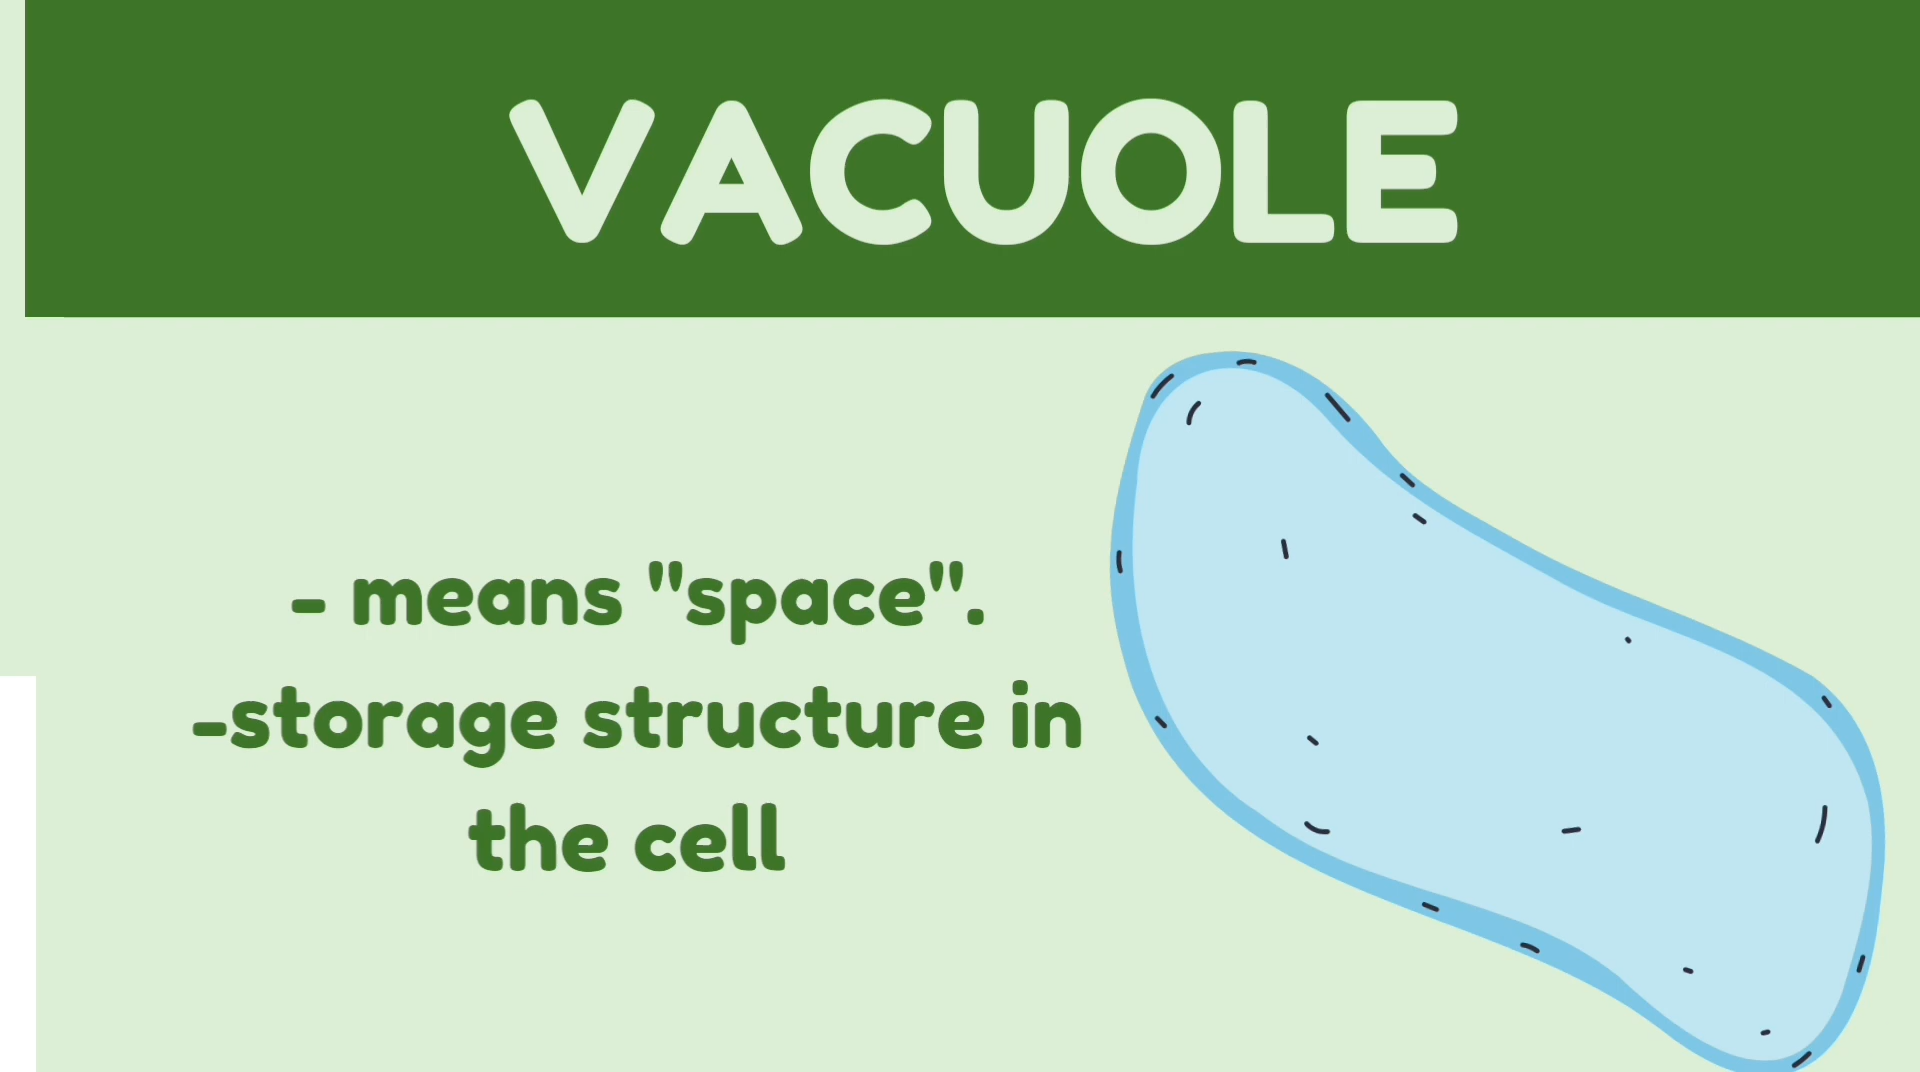 VACUOLE
- means "space".
-storage structure in
the cell